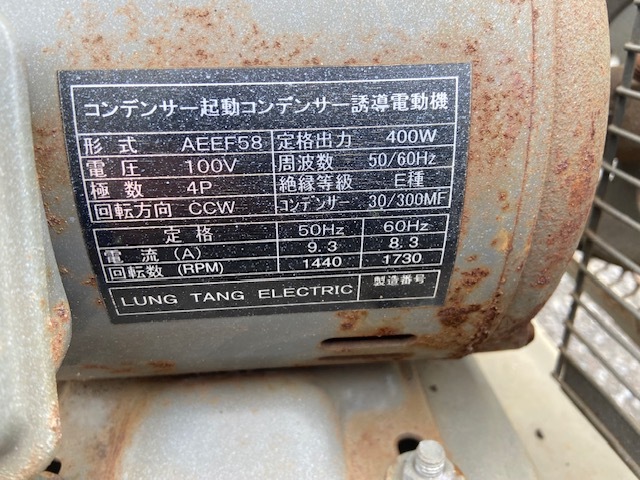 コンデンサー起動コンデンサー誘導電動機
形式 AEEF58 定格出力 400W
電圧 100V 周波数 50/60Hz
極数 4P 絶縁等級 E種
回転方向 CCW コンデンサー 30/300MF
定格 50Hz 60Hz
電流(A) 9.3 8.3
回転数(RPM) 1440 1730
LUNG TANG ELECTRIC 製造番号